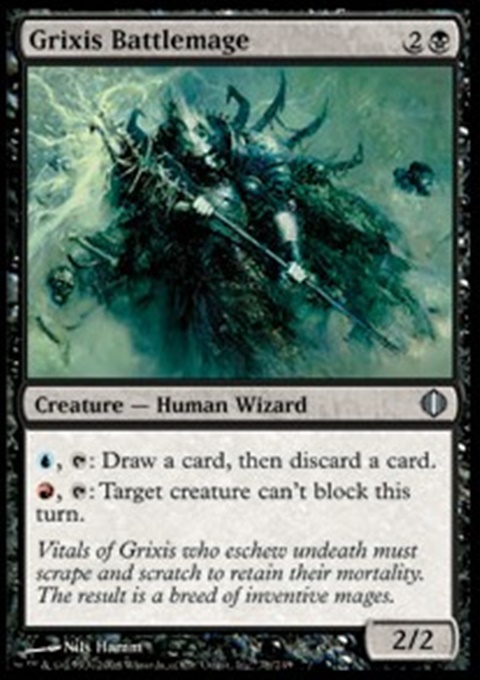 Grixis Battlemage 2
Creature — Human Wizard
, : Draw a card, then discard a card.
, : Target creature can't block this
turn.
Vitals of Grixis who eschew undeath must
scrape and scratch to retain their mortality.
The result is a breed of inventive mages.
2/2
Nils Hamm